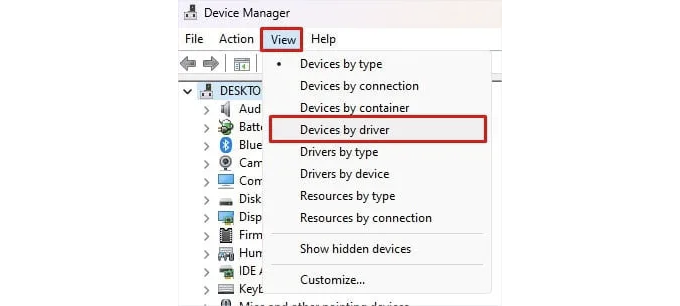 Device Manager
File Action View Help
Devices by type
Devices by connection
Devices by container
Devices by driver
Drivers by type
Drivers by device
Resources by type
Resources by connection
Show hidden devices
Customize...
DESKTO
Aud
Batte
Blue
Cam
Com
Disk
Disp
Firm
Hum
IDE A
Keyb
Mice and other pointing devices